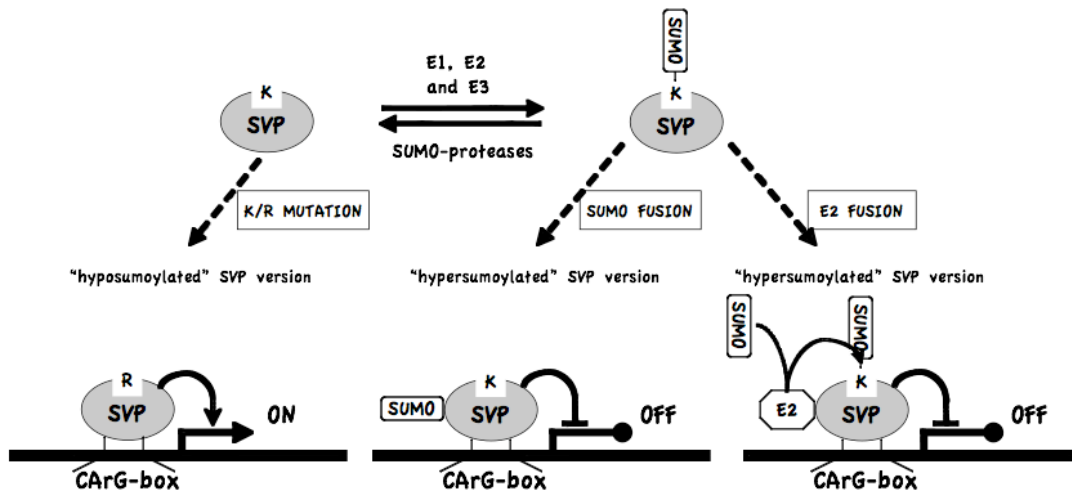 SUMO
E1, E2
and E3
K
SVP
K
SVP
SUMO-proteases
K/R MUTATION
SUMO FUSION
E2 FUSION
"hyposumoylated" SVP version
"hypersumoylated" SVP version
"hypersumoylated" SVP version
SUMO
SUMO
R
SVP
ON
SUMO
K
SVP
OFF
E2
K
SVP
OFF
CArG-box
CArG-box
CArG-box